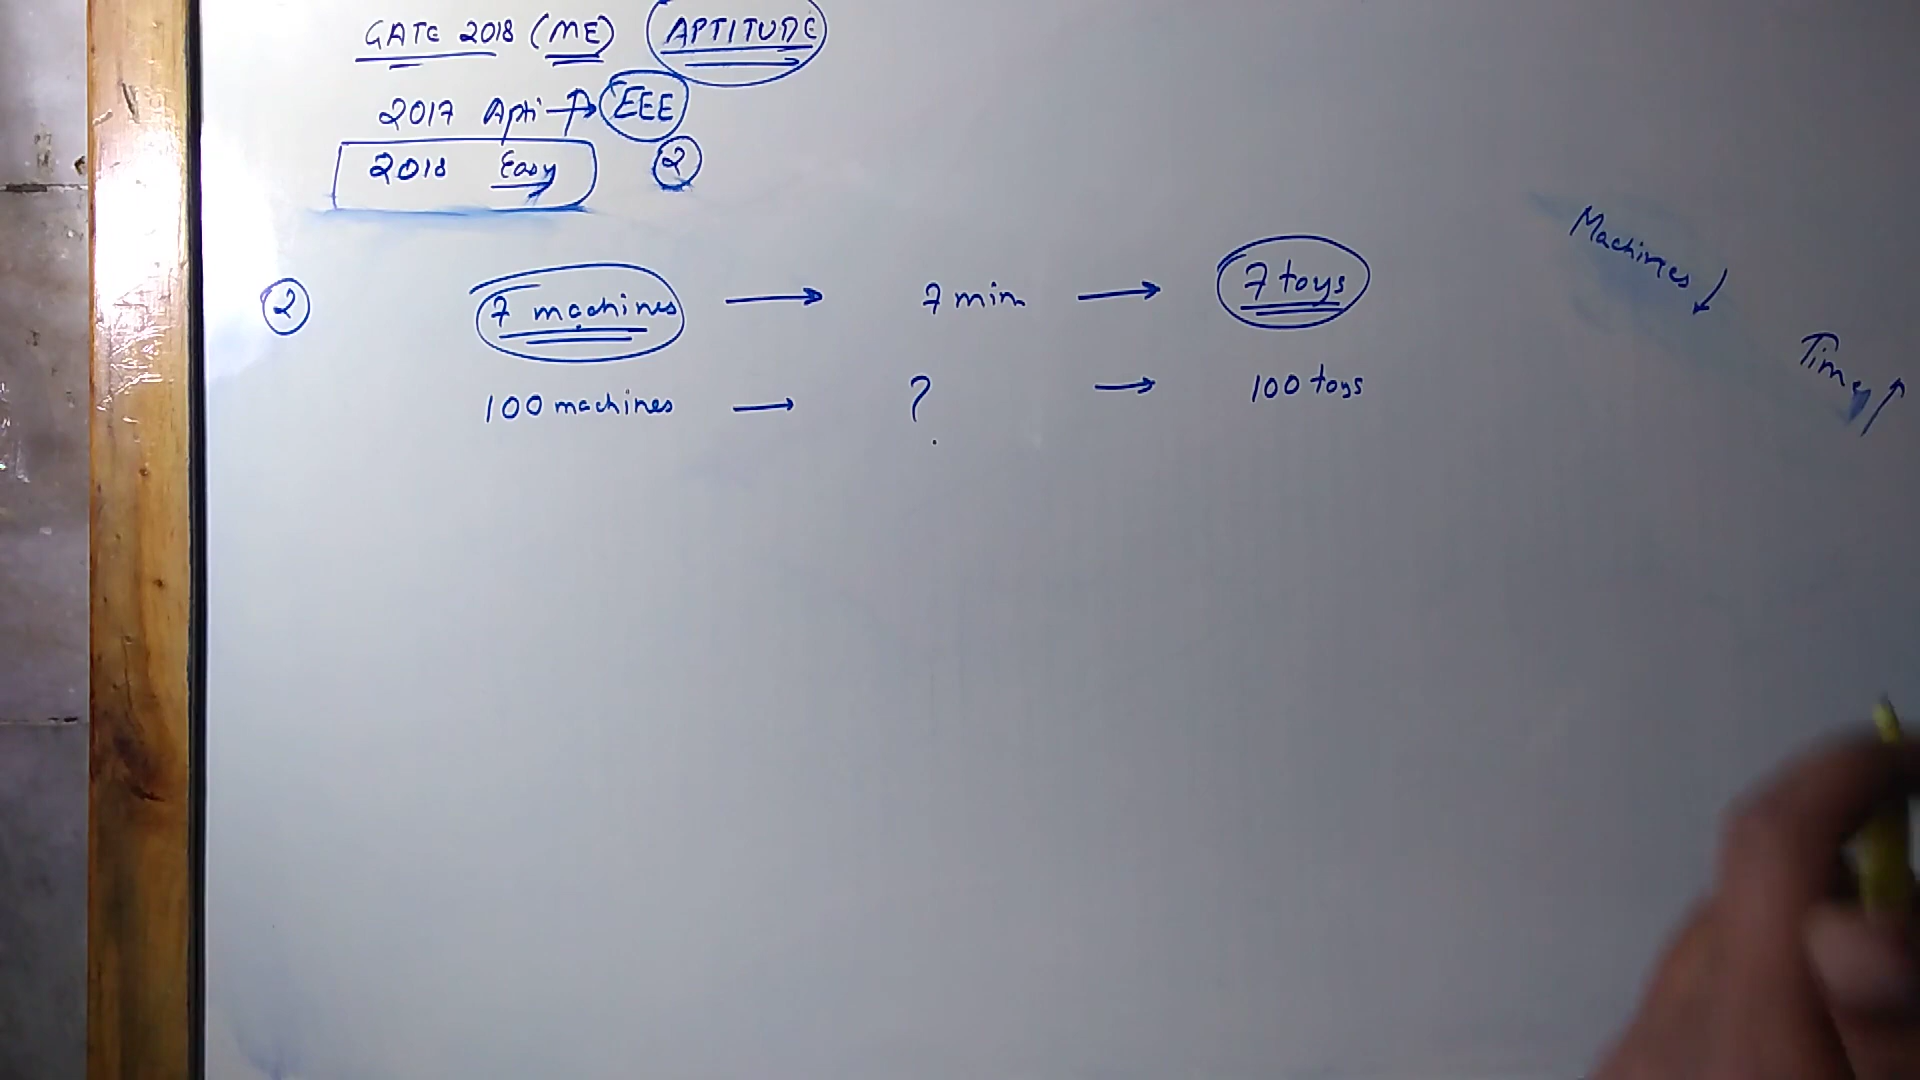 GATE 2018 (ME) APTITUDE
2017 Apti → EEE
2018 Easy 2
2 7 machines → 7 min → 7 toys
100 machines → ? → 100 toys
Machines ↓
Time ↑